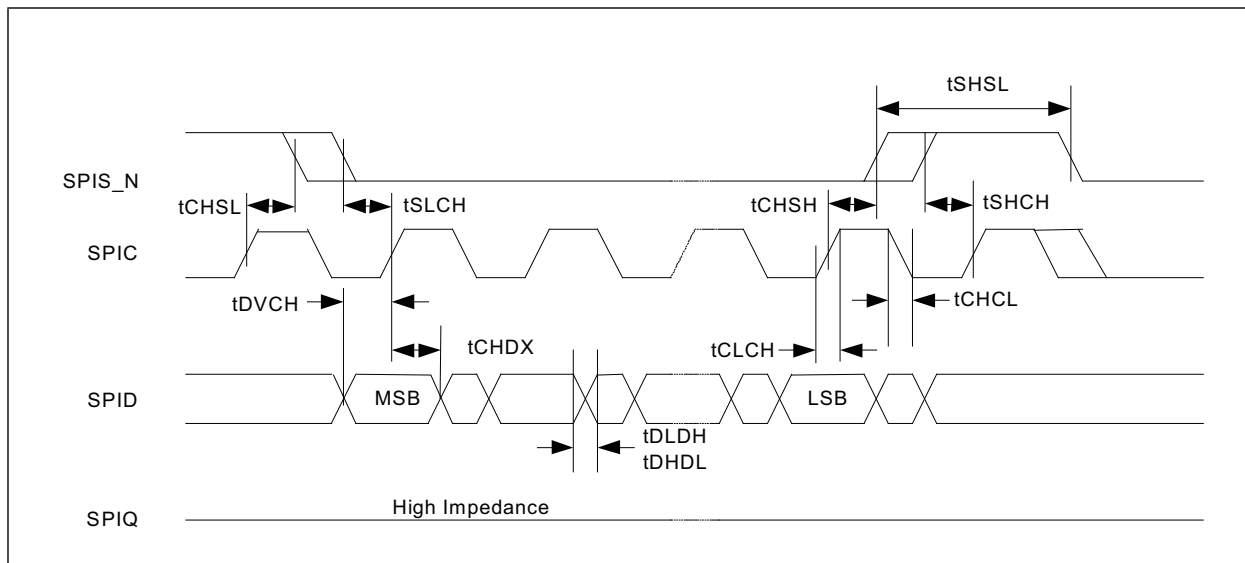 tSHSL
SPIS_N
tCHSL
tSLCH
tCHSH
tSHCH
SPIC
tDVCH
tCHCL
tCHDX
tCLCH
SPID
MSB
LSB
tDLDH
tDHDL
High Impedance
SPIQ